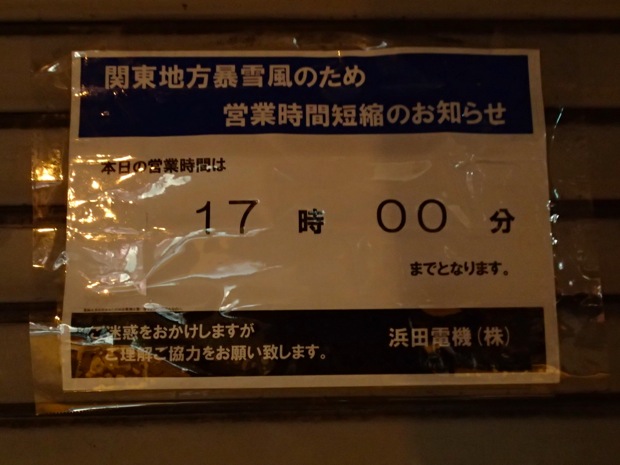 関東地方暴雪風のため
営業時間短縮のお知らせ
本日の営業時間は
17 時 00 分
までとなります。
ご迷惑をおかけしますが
ご理解ご協力をお願い致します。
浜田電機(株)